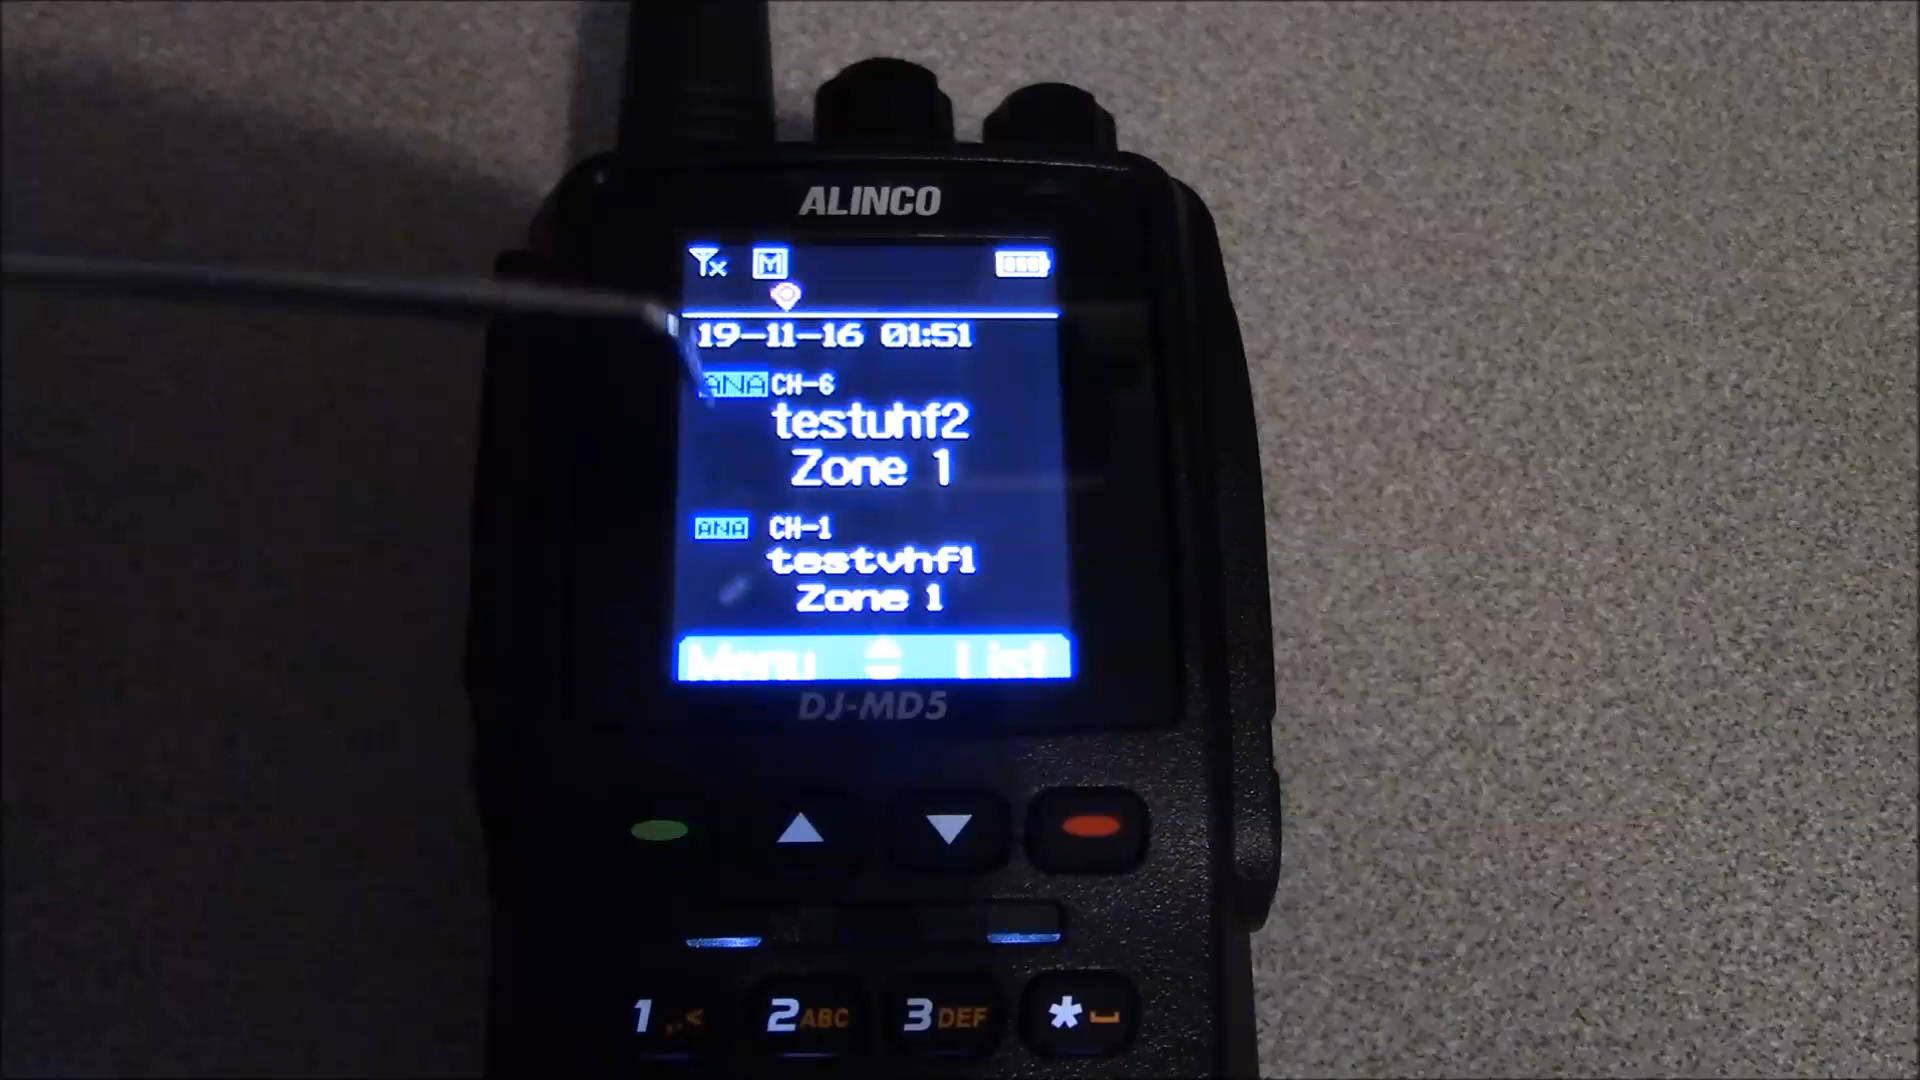 ALINCO
Tx M
19-11-16 01:51
ANA CH-6
testuhf2
Zone 1
ANA CH-1
testvhf1
Zone 1
Menu List
DJ-MD5
1 .,< 2ABC 3DEF *